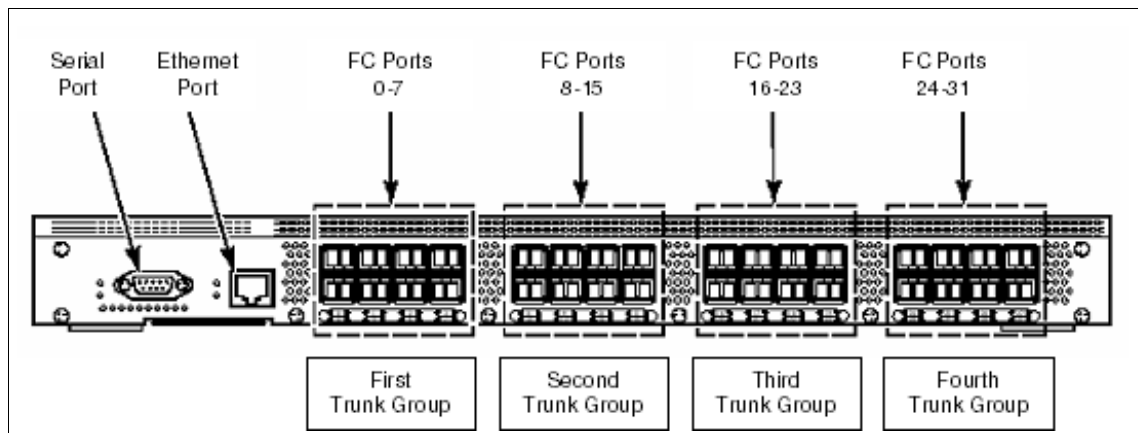 Serial
Port
Ethernet
Port
FC Ports
0-7
FC Ports
8-15
FC Ports
16-23
FC Ports
24-31
First
Trunk Group
Second
Trunk Group
Third
Trunk Group
Fourth
Trunk Group